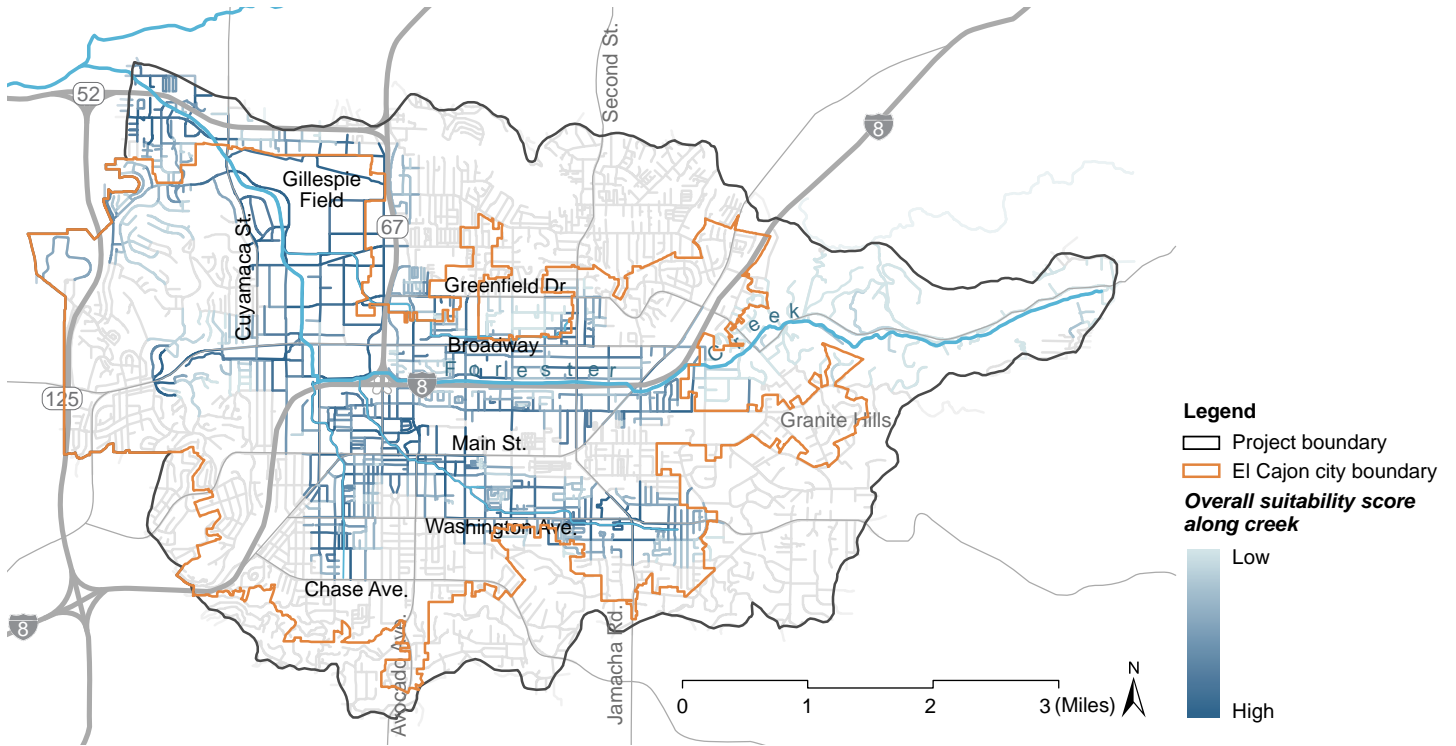 Second St.
52
8
Gillespie
Field
Cuyamaca St.
67
Greenfield Dr
Creek
Broadway
Forester
8
125
Granite Hills
Main St.
Washington Ave.
Chase Ave.
8
Avocado Ave.
Jamacha Rd.
N
0 1 2 3 (Miles)
Legend
Project boundary
El Cajon city boundary
Overall suitability score
along creek
Low
High